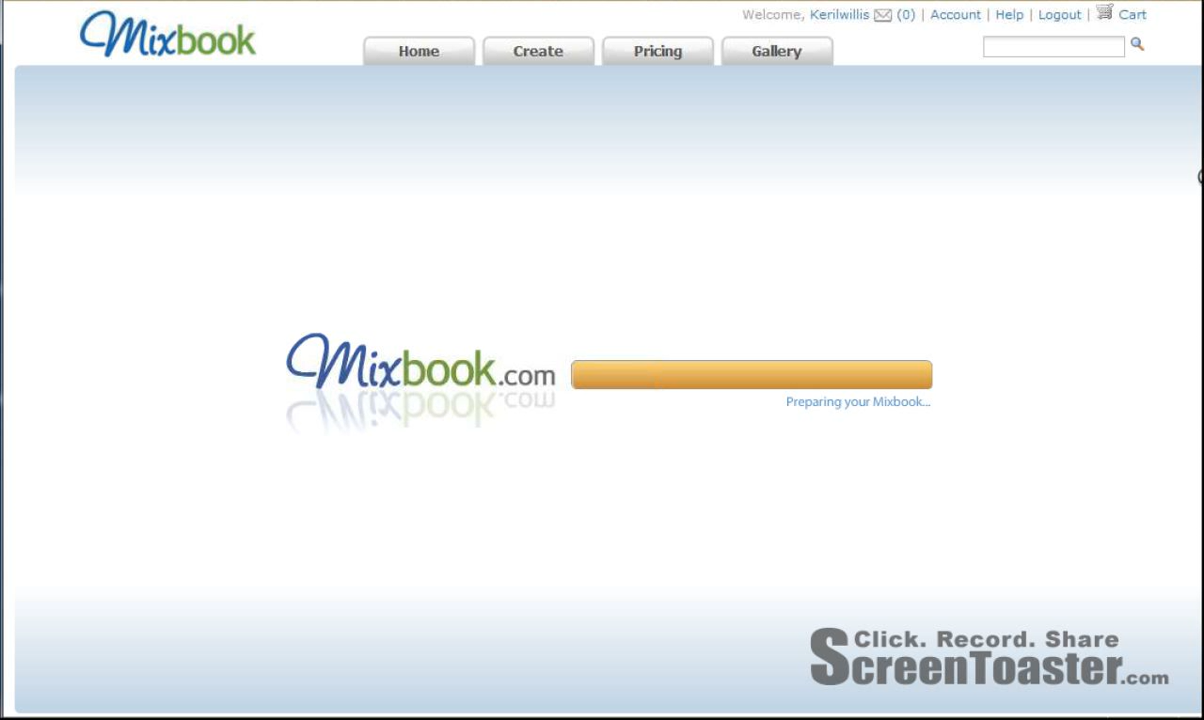 Mixbook
Welcome, Kerilwillis (0) | Account | Help | Logout | Cart
Home Create Pricing Gallery
Mixbook.com
Preparing your Mixbook...
Click. Record. Share
ScreenToaster.com